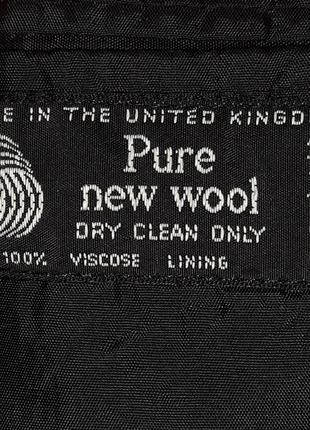 E IN THE UNITED KINGD
Pure
new wool
DRY CLEAN ONLY
100% VISCOSE LINING